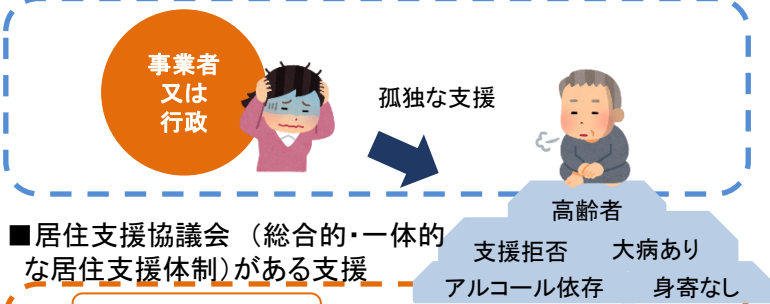 事業者
又は
行政
孤独な支援
高齢者
支援拒否 大病あり
アルコール依存 身寄なし
■居住支援協議会 （総合的・一体的
な居住支援体制）がある支援